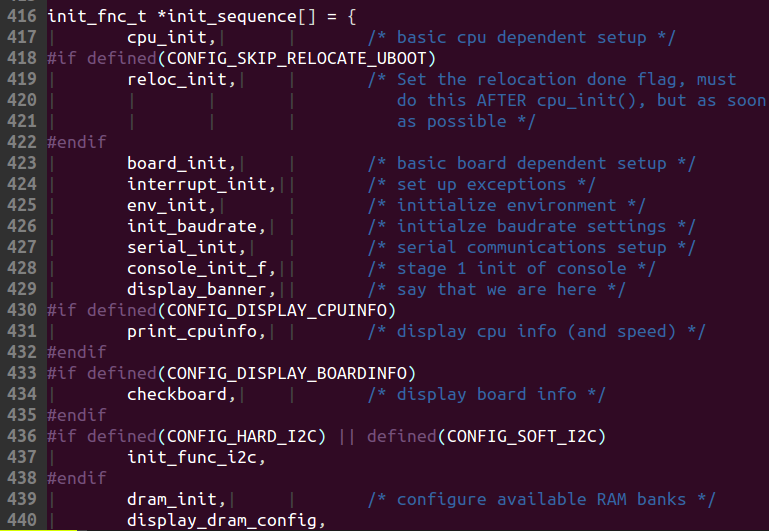 416 init_fnc_t *init_sequence[] = {
417 cpu_init, /* basic cpu dependent setup */
418 #if defined(CONFIG_SKIP_RELOCATE_UBOOT)
419 reloc_init, /* Set the relocation done flag, must
420 do this AFTER cpu_init(), but as soon
421 as possible */
422 #endif
423 board_init, /* basic board dependent setup */
424 interrupt_init, /* set up exceptions */
425 env_init, /* initialize environment */
426 init_baudrate, /* initialze baudrate settings */
427 serial_init, /* serial communications setup */
428 console_init_f, /* stage 1 init of console */
429 display_banner, /* say that we are here */
430 #if defined(CONFIG_DISPLAY_CPUINFO)
431 print_cpuinfo, /* display cpu info (and speed) */
432 #endif
433 #if defined(CONFIG_DISPLAY_BOARDINFO)
434 checkboard, /* display board info */
435 #endif
436 #if defined(CONFIG_HARD_I2C) || defined(CONFIG_SOFT_I2C)
437 init_func_i2c,
438 #endif
439 dram_init, /* configure available RAM banks */
440 display_dram_config,